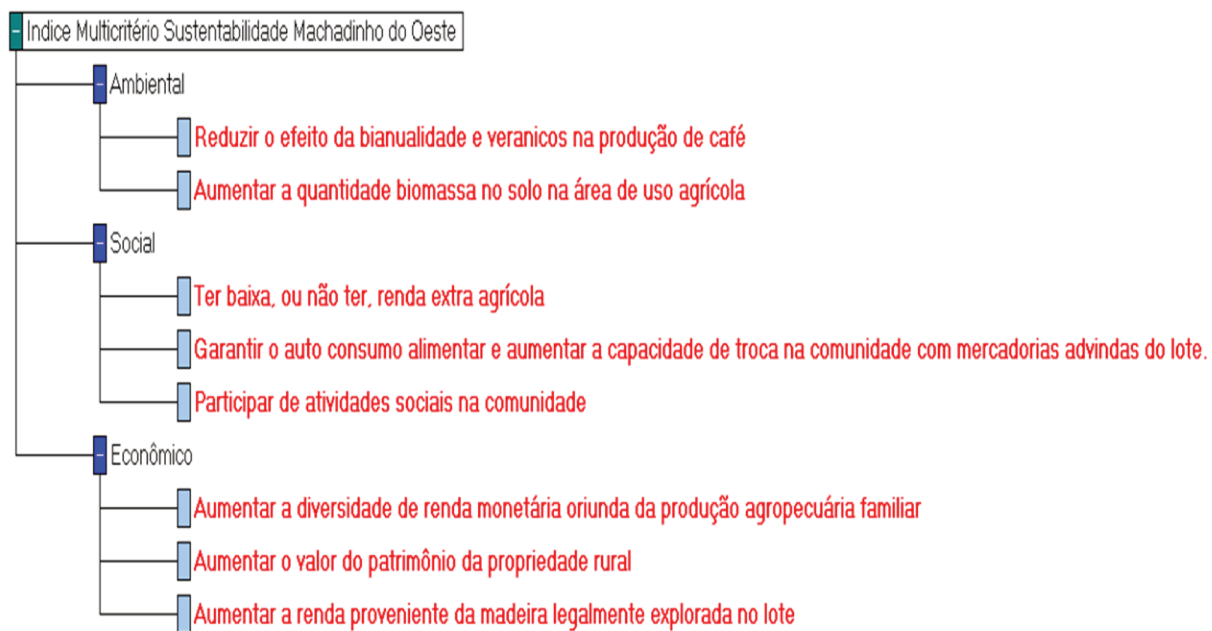 Indice Multicritério Sustentabilidade Machadinho do Oeste
Ambiental
Reduzir o efeito da bianualidade e veranicos na produção de café
Aumentar a quantidade biomassa no solo na área de uso agrícola
Social
Ter baixa, ou não ter, renda extra agrícola
Garantir o auto consumo alimentar e aumentar a capacidade de troca na comunidade com mercadorias advindas do lote.
Participar de atividades sociais na comunidade
Econômico
Aumentar a diversidade de renda monetária oriunda da produção agropecuária familiar
Aumentar o valor do patrimônio da propriedade rural
Aumentar a renda proveniente da madeira legalmente explorada no lote